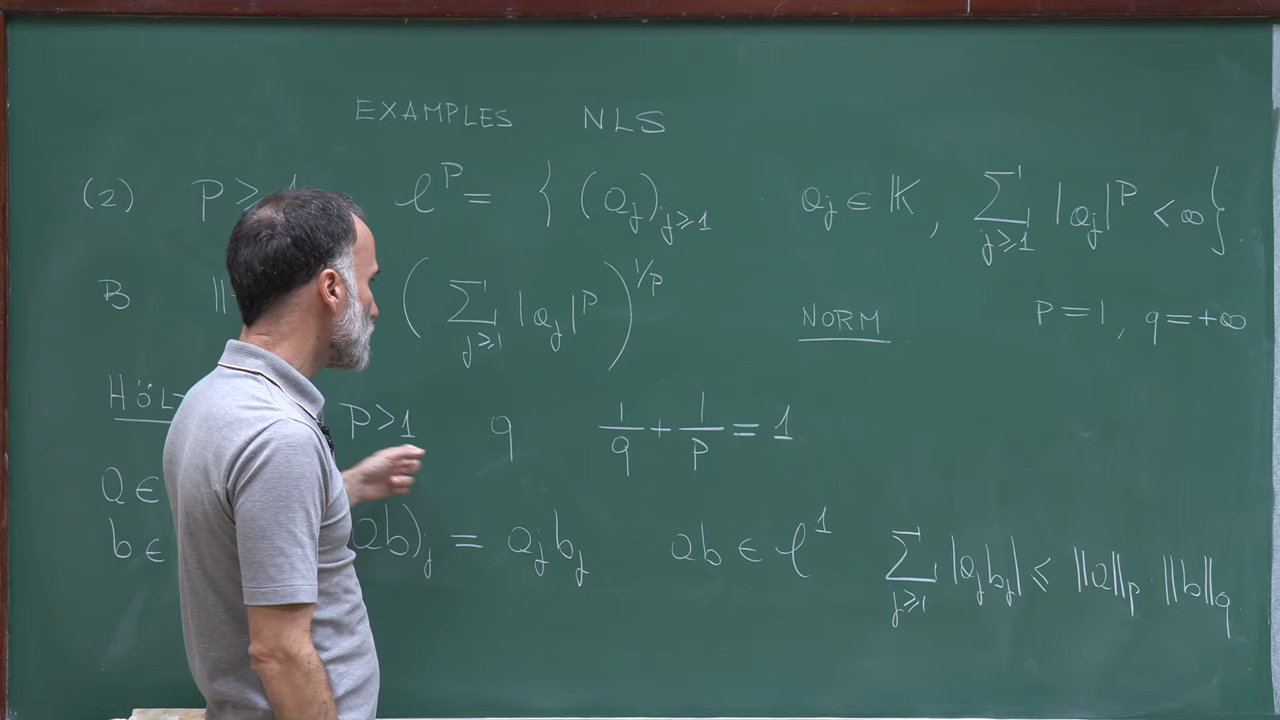 EXAMPLES NLS
(2) P ≥ 1 ℓ^P = { (a_j)_{j≥1} a_j ∈ 𝕂, ∑_{j≥1} |a_j|^P < ∞ }
B ‖ ( ∑_{j≥1} |a_j|^P )^{1/P} NORM P=1, q=+∞
HÖL P>1 q 1/q + 1/p = 1
a ∈
b ∈ ab)_j = a_j b_j ab ∈ ℓ^1 ∑_{j≥1} |a_j b_j| ≤ ‖a‖_p · ‖b‖_q